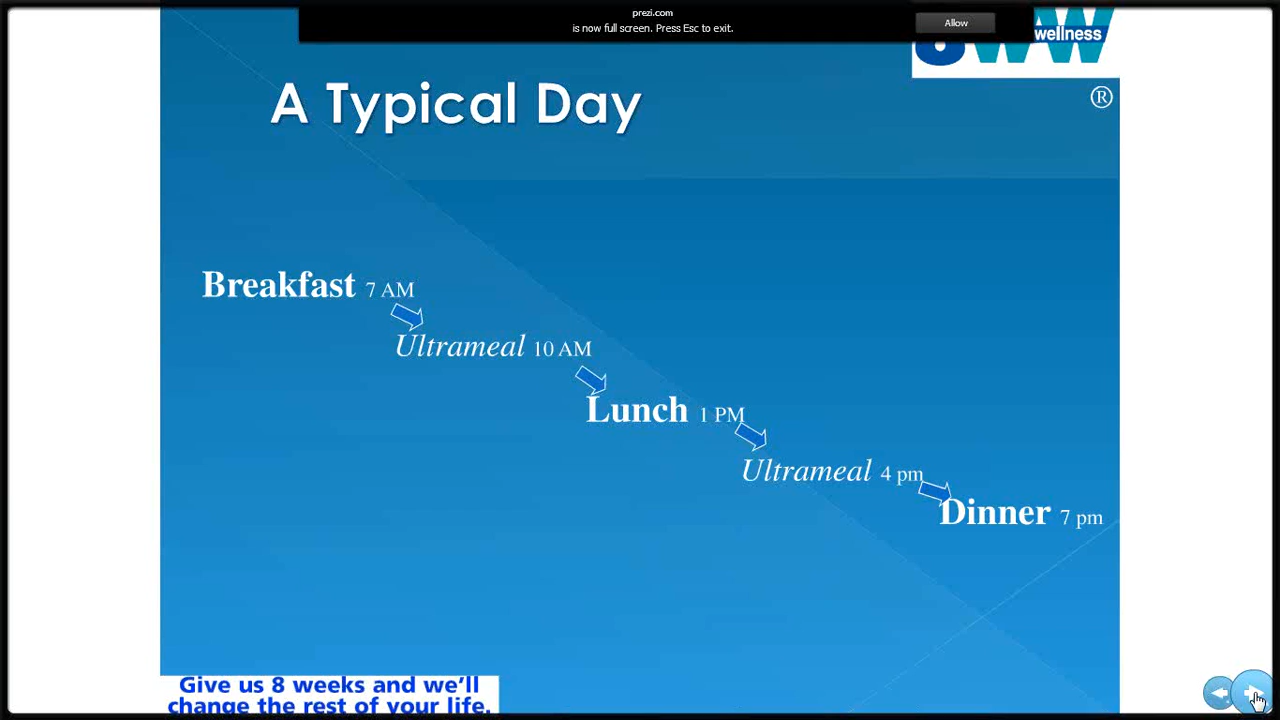 prezi.com
is now full screen. Press Esc to exit.
Allow
8WW
wellness
®
A Typical Day
Breakfast 7 AM
Ultrameal 10 AM
Lunch 1 PM
Ultrameal 4 pm
Dinner 7 pm
Give us 8 weeks and we'll
change the rest of your life.